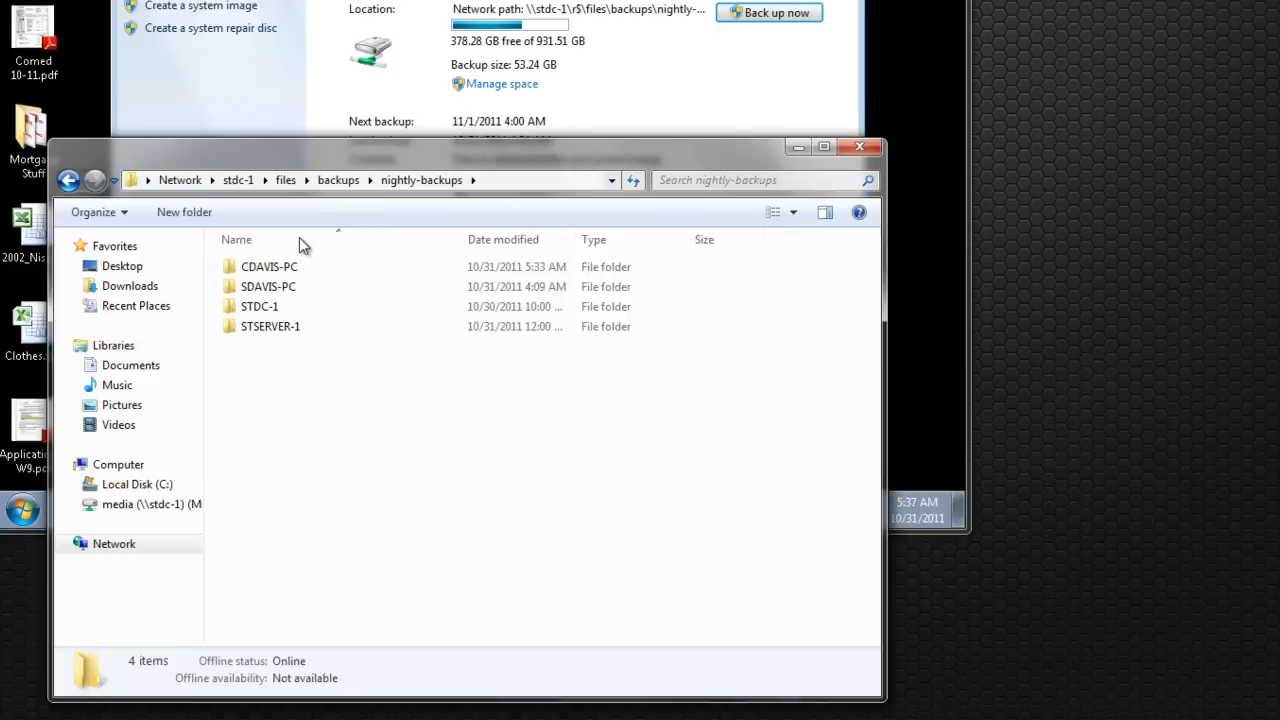 Create a system image
Create a system repair disc
Location:
Network path: \\stdc-1\r$\files\backups\nightly-...
Back up now
378.28 GB free of 931.51 GB
Backup size: 53.24 GB
Manage space
Next backup:
11/1/2011 4:00 AM
Comed
10-11.pdf
Mortga
Stuff
2002_Nis
Clothes.
Applicatio
W9.pd
Network
stdc-1
files
backups
nightly-backups
Search nightly-backups
Organize
New folder
Name
Date modified
Type
Size
CDAVIS-PC 10/31/2011 5:33 AM File folder
SDAVIS-PC 10/31/2011 4:09 AM File folder
STDC-1 10/30/2011 10:00 ... File folder
STSERVER-1 10/31/2011 12:00 ... File folder
Favorites
Desktop
Downloads
Recent Places
Libraries
Documents
Music
Pictures
Videos
Computer
Local Disk (C:)
media (\\stdc-1) (M
Network
4 items
Offline status: Online
Offline availability: Not available
5:37 AM
10/31/2011